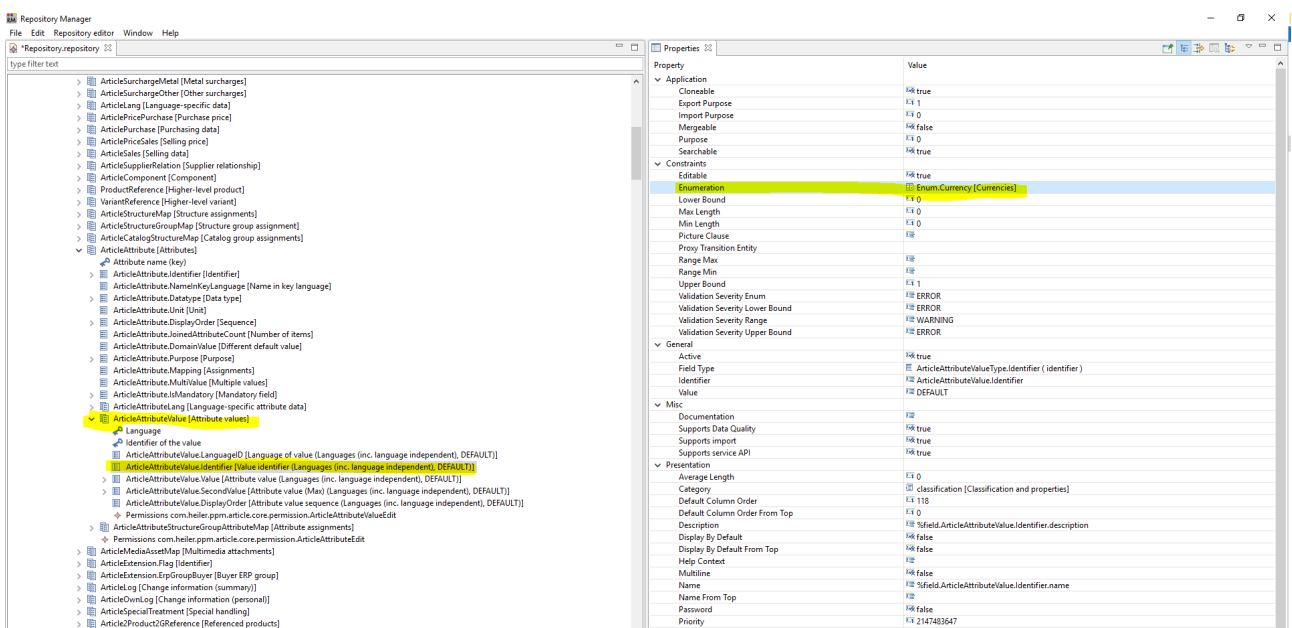 Repository Manager
File Edit Repository editor Window Help
*Repository.repository
type filter text
ArticleSurchargeMetal [Metal surcharges]
ArticleSurchargeOther [Other surcharges]
ArticleLang [Language-specific data]
ArticlePricePurchase [Purchase price]
ArticlePurchase [Purchasing data]
ArticlePriceSales [Selling price]
ArticleSales [Selling data]
ArticleSupplierRelation [Supplier relationship]
ArticleComponent [Component]
ProductReference [Higher-level product]
VariantReference [Higher-level variant]
ArticleStructureMap [Structure assignments]
ArticleStructureGroupMap [Structure group assignment]
ArticleCatalogStructureMap [Catalog group assignments]
ArticleAttribute [Attributes]
Attribute name (key)
ArticleAttribute.Identifier [Identifier]
ArticleAttribute.NameInKeyLanguage [Name in key language]
ArticleAttribute.Datatype [Data type]
ArticleAttribute.Unit [Unit]
ArticleAttribute.DisplayOrder [Sequence]
ArticleAttribute.JoinedAttributeCount [Number of items]
ArticleAttribute.DomainValue [Different default value]
ArticleAttribute.Purpose [Purpose]
ArticleAttribute.Mapping [Assignments]
ArticleAttribute.MultiValue [Multiple values]
ArticleAttribute.IsMandatory [Mandatory field]
ArticleAttributeLang [Language-specific attribute data]
ArticleAttributeValue [Attribute values]
Language
Identifier of the value
ArticleAttributeValue.LanguageID [Language of value (Languages (inc. language independent), DEFAULT)]
ArticleAttributeValue.Identifier [Value identifier (Languages (inc. language independent), DEFAULT)]
ArticleAttributeValue.Value [Attribute value (Languages (inc. language independent), DEFAULT)]
ArticleAttributeValue.SecondValue [Attribute value (Max) (Languages (inc. language independent), DEFAULT)]
ArticleAttributeValue.DisplayOrder [Attribute value sequence (Languages (inc. language independent), DEFAULT)]
Permissions com.heiler.ppm.article.core.permission.ArticleAttributeValueEdit
ArticleAttributeStructureGroupAttributeMap [Attribute assignments]
Permissions com.heiler.ppm.article.core.permission.ArticleAttributeEdit
ArticleMediaAssetMap [Multimedia attachments]
ArticleExtension.Flag [Identifier]
ArticleExtension.ErpGroupBuyer [Buyer ERP group]
ArticleLog [Change information (summary)]
ArticleOwnLog [Change information (personal)]
ArticleSpecialTreatment [Special handling]
Article2Product2GReference [Referenced products]
Properties
Property Value
Application
Cloneable true
Export Purpose 1
Import Purpose 0
Mergeable false
Purpose 0
Searchable true
Constraints
Editable true
Enumeration Enum.Currency [Currencies]
Lower Bound 0
Max Length 0
Min Length 0
Picture Clause
Proxy Transition Entity
Range Max
Range Min
Upper Bound 1
Validation Severity Enum ERROR
Validation Severity Lower Bound ERROR
Validation Severity Range WARNING
Validation Severity Upper Bound ERROR
General
Active true
Field Type ArticleAttributeValueType.Identifier ( identifier )
Identifier ArticleAttributeValue.Identifier
Value DEFAULT
Misc
Documentation
Supports Data Quality true
Supports import true
Supports service API true
Presentation
Average Length 0
Category classification [Classification and properties]
Default Column Order 118
Default Column Order From Top 0
Description %field.ArticleAttributeValue.Identifier.description
Display By Default false
Display By Default From Top false
Help Context
Multiline false
Name %field.ArticleAttributeValue.Identifier.name
Name From Top
Password false
Priority 2147483647